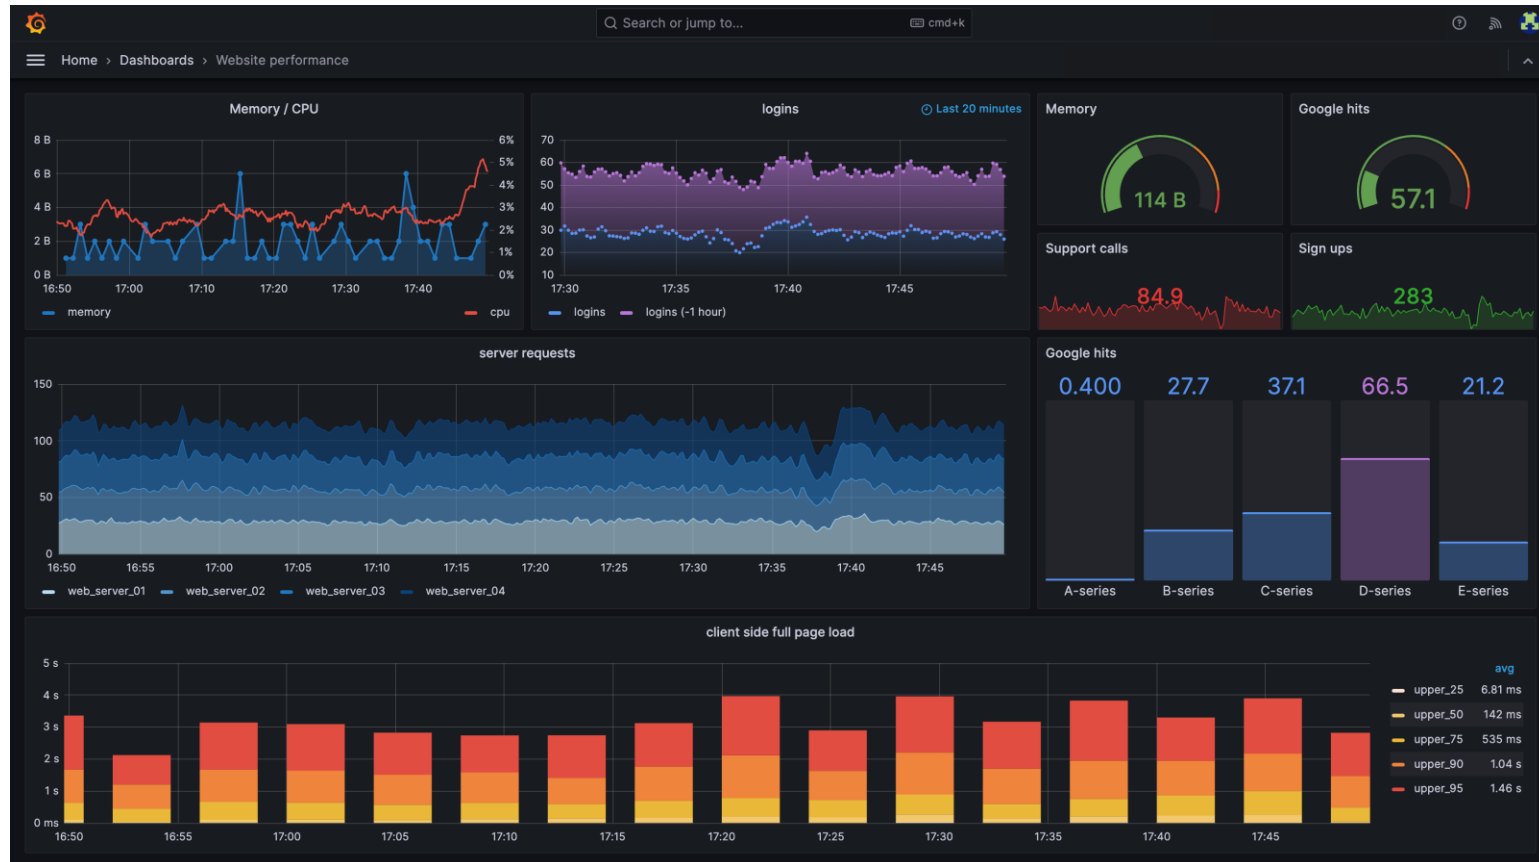 Search or jump to... cmd+k
Home › Dashboards › Website performance
Memory / CPU
8 B
6 B
4 B
2 B
0 B
6%
5%
4%
3%
2%
1%
0%
16:50 17:00 17:10 17:20 17:30 17:40
memory cpu
logins Last 20 minutes
70
60
50
40
30
20
10
17:30 17:35 17:40 17:45
logins logins (-1 hour)
Memory
114 B
Google hits
57.1
Support calls
84.9
Sign ups
283
server requests
150
100
50
0
16:50 16:55 17:00 17:05 17:10 17:15 17:20 17:25 17:30 17:35 17:40 17:45
web_server_01 web_server_02 web_server_03 web_server_04
Google hits
0.400 27.7 37.1 66.5 21.2
A-series B-series C-series D-series E-series
client side full page load
5 s
4 s
3 s
2 s
1 s
0 ms
16:50 16:55 17:00 17:05 17:10 17:15 17:20 17:25 17:30 17:35 17:40 17:45
avg
upper_25 6.81 ms
upper_50 142 ms
upper_75 535 ms
upper_90 1.04 s
upper_95 1.46 s